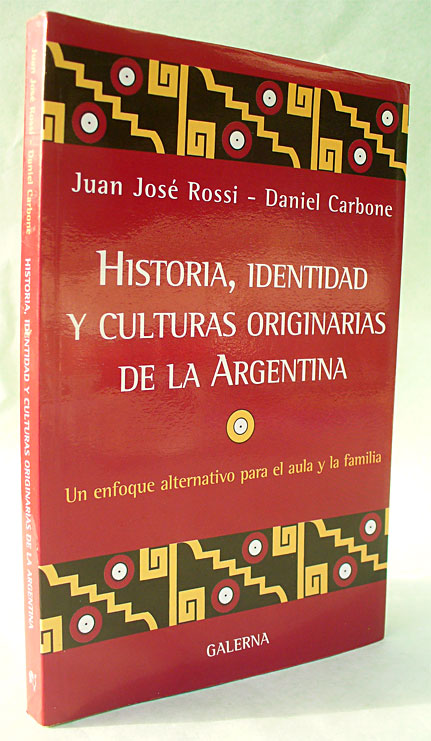 Juan José Rossi - Daniel Carbone
HISTORIA, IDENTIDAD
Y CULTURAS ORIGINARIAS
DE LA ARGENTINA
Un enfoque alternativo para el aula y la familia
GALERNA
Juan José Rossi - Daniel Carbone
HISTORIA, IDENTIDAD Y CULTURAS ORIGINARIAS DE LA ARGENTINA